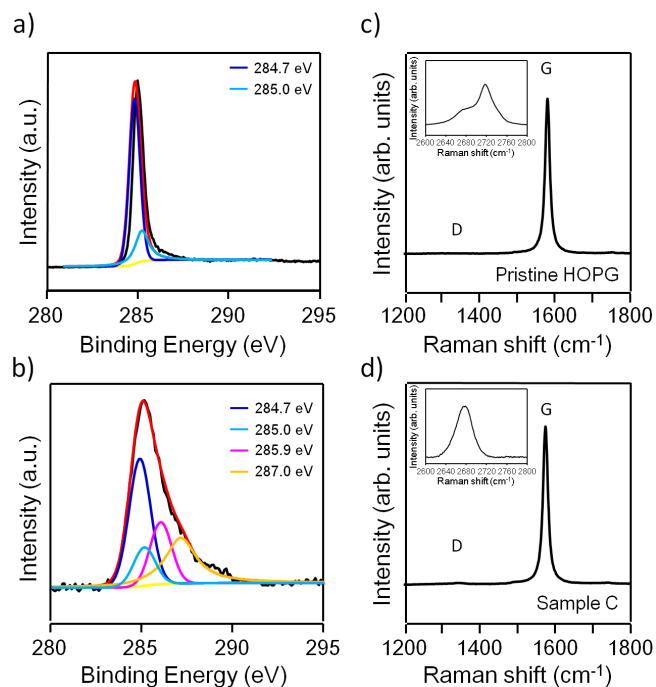 a)
284.7 eV
285.0 eV
Intensity (a.u.)
280 285 290 295
Binding Energy (eV)
c)
Intensity (arb. units)
Intensity (arb. units)
2600 2640 2680 2720 2760 2800
Raman shift (cm-1)
G
D
Pristine HOPG
1200 1400 1600 1800
Raman shift (cm-1)
b)
284.7 eV
285.0 eV
285.9 eV
287.0 eV
Intensity (a.u.)
280 285 290 295
Binding Energy (eV)
d)
Intensity (arb. units)
Intensity (arb. units)
2600 2640 2680 2720 2760 2800
Raman shift (cm-1)
G
D
Sample C
1200 1400 1600 1800
Raman shift (cm-1)